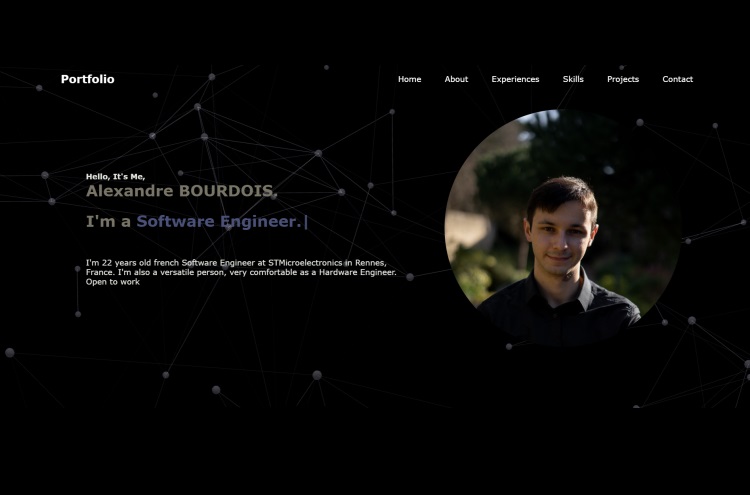 Portfolio
Home About Experiences Skills Projects Contact
Hello, It's Me,
Alexandre BOURDOIS.
I'm a Software Engineer.|
I'm 22 years old french Software Engineer at STMicroelectronics in Rennes,
France. I'm also a versatile person, very comfortable as a Hardware Engineer.
Open to work